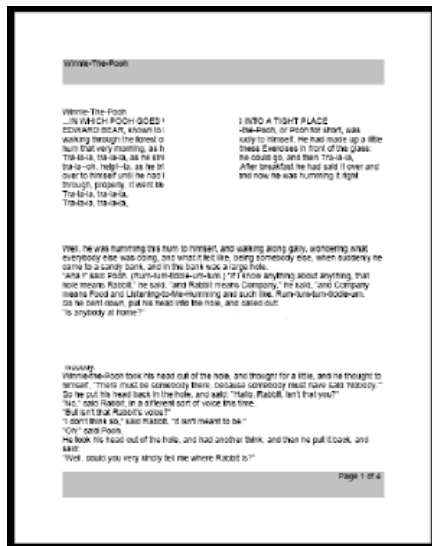 Winnie-The-Pooh
Winnie-The-Pooh
...IN WHICH POOH GOES INTO A TIGHT PLACE
EDWARD BEAR, known to -the-Pooh, or Pooh for short, was
walking through the forest o udly to himself. He had made up a little
hum that very morning, as h tness Exercises in front of the glass:
Tra-la-la, tra-la-la, as he stre he could go, and then Tra-la-la,
tra-la--oh, help!--la, as he tri After breakfast he had said it over and
over to himself until he had l and now he was humming it right
through, properly. It went like
Tra-la-la, tra-la-la,
Tra-la-la, tra-la-la,
Well, he was humming this hum to himself, and walking along gaily, wondering what
everybody else was doing, and what it felt like, being somebody else, when suddenly he
came to a sandy bank, and in the bank was a large hole.
"Aha !" said Pooh. (Rum-tum-tiddle-um-tum.) "If I know anything about anything, that
hole means Rabbit," he said, "and Rabbit means Company," he said, "and Company
means Food and Listening-to-Me-Humming and such like. Rum-tum-tum-tiddle-um.
So he bent down, put his head into the hole, and called out:
"Is anybody at home?"
Winnie-the-Pooh took his head out of the hole, and thought for a little, and he thought to
himself, "There must be somebody there, because somebody must have said 'Nobody.'"
So he put his head back in the hole, and said: "Hallo, Rabbit, isn't that you?"
"No," said Rabbit, in a different sort of voice this time.
"But isn't that Rabbit's voice?"
"I don't think so," said Rabbit. "It isn't meant to be."
"Oh!" said Pooh.
He took his head out of the hole, and had another think, and then he put it back, and
said:
"Well, could you very kindly tell me where Rabbit is?"
Page 1 of 4